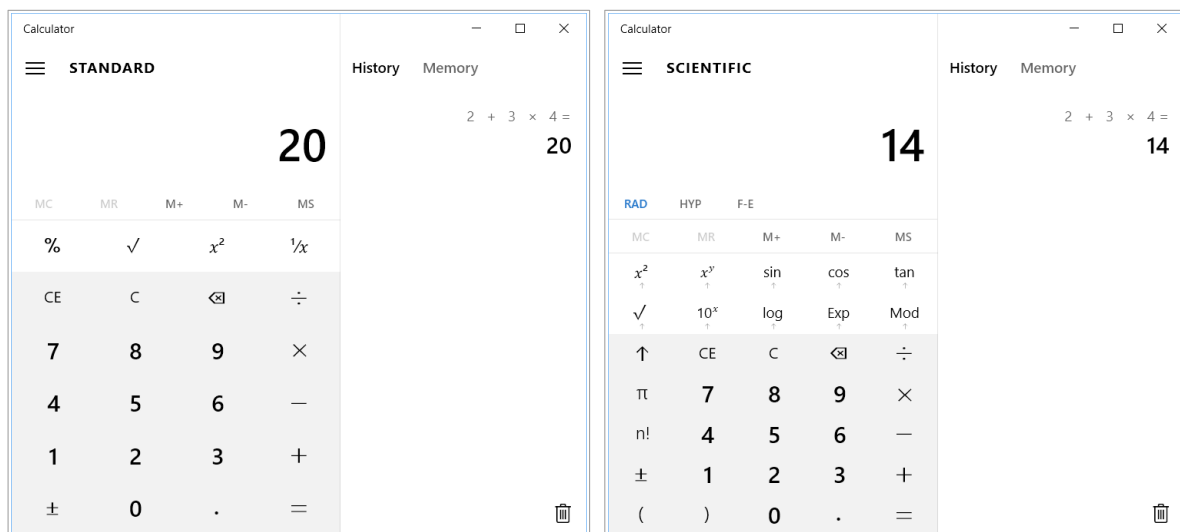 Calculator
STANDARD
History Memory
2 + 3 × 4 =
20
20
MC MR M+ M- MS
% √ x² ¹/x
CE C ⌫ ÷
7 8 9 ×
4 5 6 −
1 2 3 +
± 0 . =
Calculator
SCIENTIFIC
History Memory
2 + 3 × 4 =
14
14
RAD HYP F-E
MC MR M+ M- MS
x² xʸ sin cos tan
↑ ↑ ↑ ↑ ↑
√ 10ˣ log Exp Mod
↑ ↑ ↑ ↑ ↑
↑ CE C ⌫ ÷
π 7 8 9 ×
n! 4 5 6 −
± 1 2 3 +
( ) 0 . =